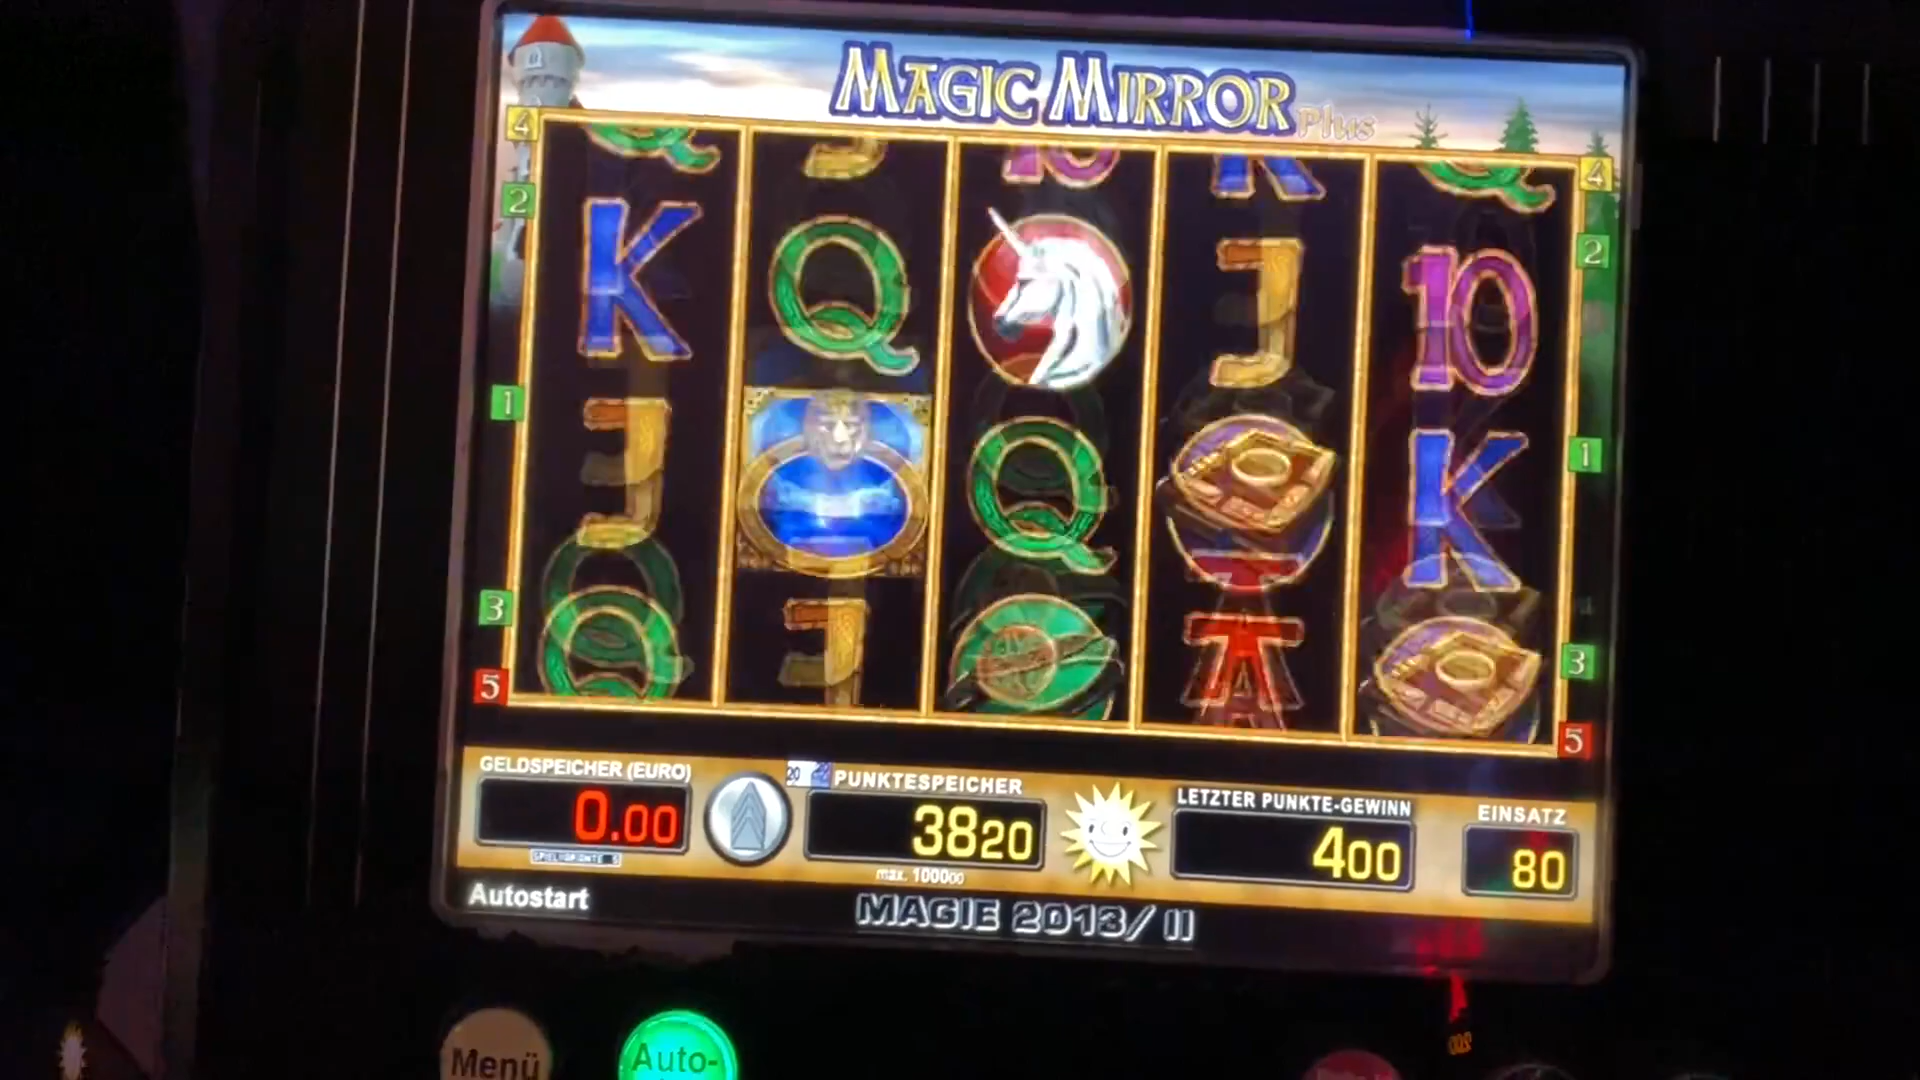 MAGIC MIRROR Plus
4
4
2
K
Q
J
10
2
1
J
Q
K
1
3
Q
J
A
3
5
5
GELDSPEICHER (EURO)
PUNKTESPEICHER
LETZTER PUNKTE-GEWINN
EINSATZ
0.00
3820
400
80
max. 100000
Autostart
MAGIE 2013/II
Menü
Auto-